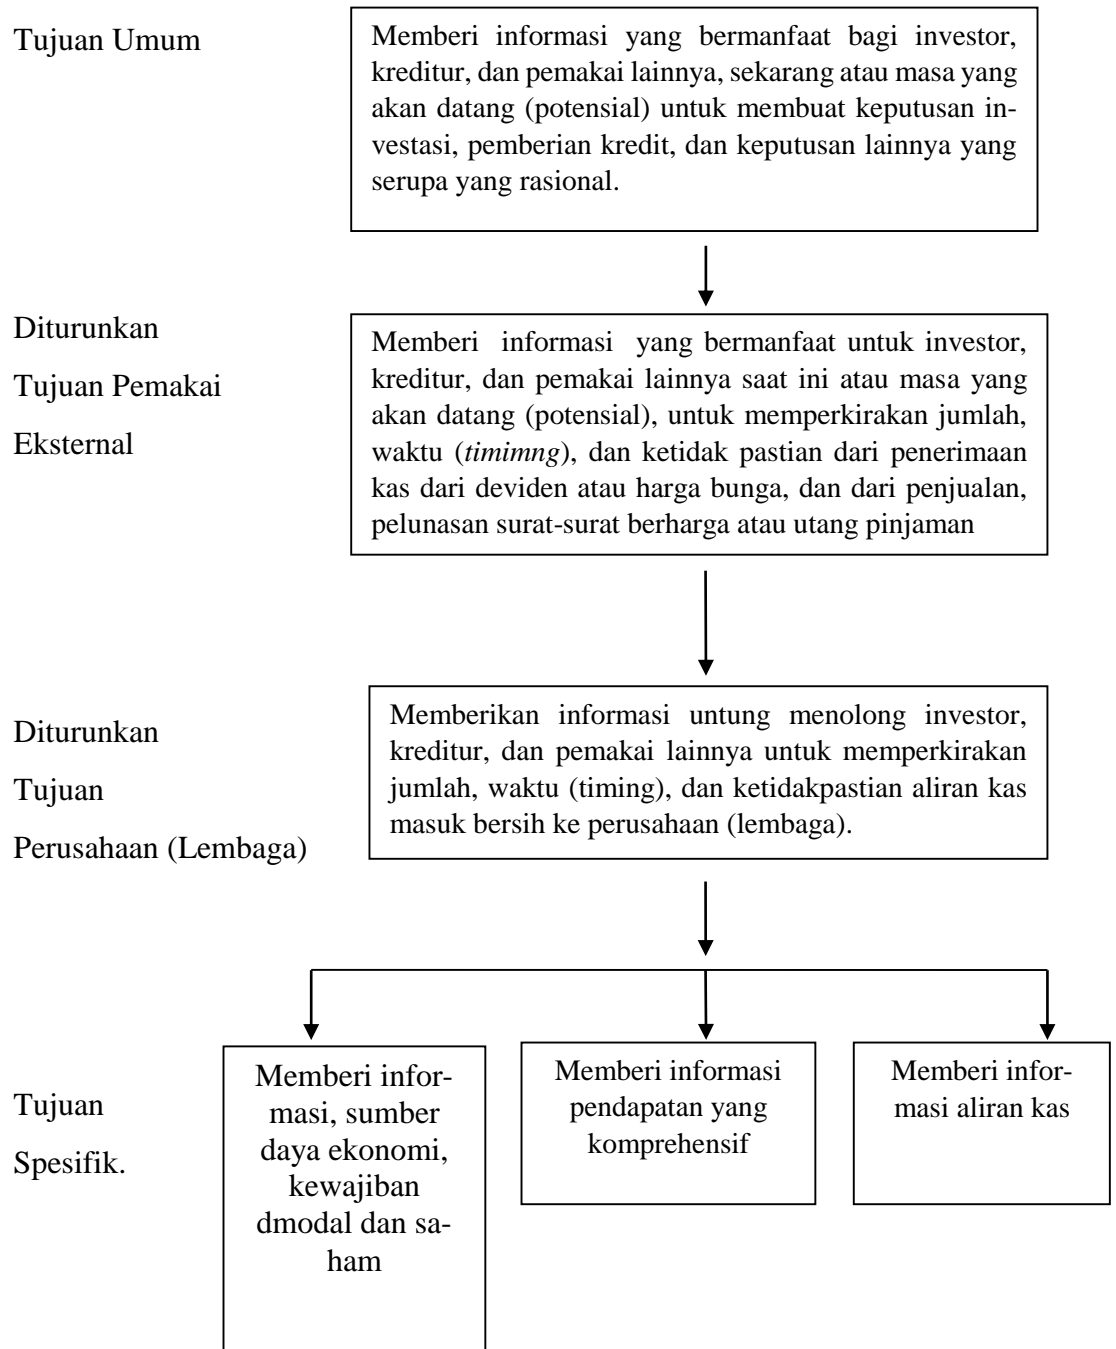 Tujuan Umum
Memberi informasi yang bermanfaat bagi investor,
kreditur, dan pemakai lainnya, sekarang atau masa yang
akan datang (potensial) untuk membuat keputusan in-
vestasi, pemberian kredit, dan keputusan lainnya yang
serupa yang rasional.
Diturunkan
Tujuan Pemakai
Eksternal
Memberi informasi yang bermanfaat untuk investor,
kreditur, dan pemakai lainnya saat ini atau masa yang
akan datang (potensial), untuk memperkirakan jumlah,
waktu (timimng), dan ketidak pastian dari penerimaan
kas dari deviden atau harga bunga, dan dari penjualan,
pelunasan surat-surat berharga atau utang pinjaman
Diturunkan
Tujuan
Perusahaan (Lembaga)
Memberikan informasi untung menolong investor,
kreditur, dan pemakai lainnya untuk memperkirakan
jumlah, waktu (timing), dan ketidakpastian aliran kas
masuk bersih ke perusahaan (lembaga).
Tujuan
Spesifik.
Memberi infor-
masi, sumber
daya ekonomi,
kewajiban
dmodal dan sa-
ham
Memberi informasi
pendapatan yang
komprehensif
Memberi infor-
masi aliran kas